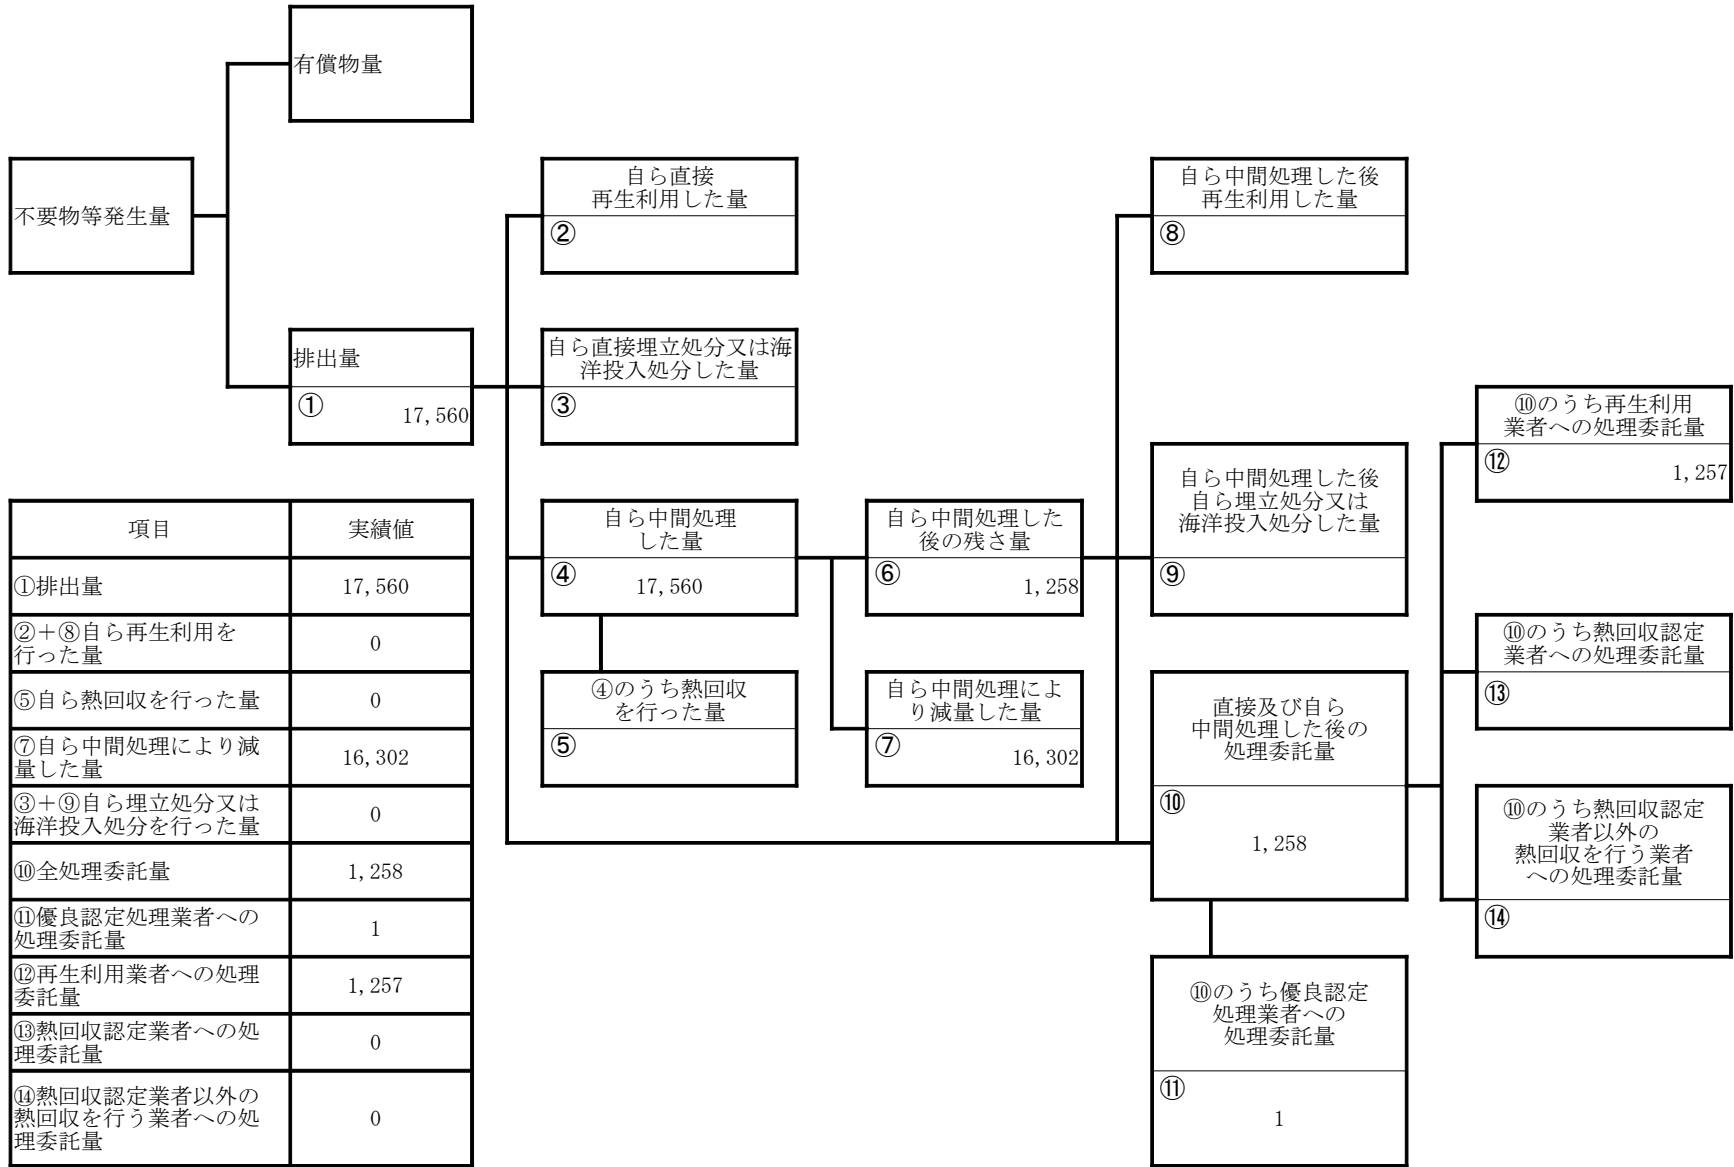 有償物量
不要物等発生量
排出量
①
17,560
自ら直接
再生利用した量
②
自ら直接埋立処分又は海
洋投入処分した量
③
自ら中間処理
した量
④
17,560
④のうち熱回収
を行った量
⑤
自ら中間処理した
後の残さ量
⑥
1,258
自ら中間処理によ
り減量した量
⑦
16,302
自ら中間処理した後
再生利用した量
⑧
自ら中間処理した後
自ら埋立処分又は
海洋投入処分した量
⑨
直接及び自ら
中間処理した後の
処理委託量
⑩
1,258
⑩のうち優良認定
処理業者への
処理委託量
⑪
1
⑩のうち再生利用
業者への処理委託量
⑫
1,257
⑩のうち熱回収認定
業者への処理委託量
⑬
⑩のうち熱回収認定
業者以外の
熱回収を行う業者
への処理委託量
⑭
項目 実績値
①排出量 17,560
②＋⑧自ら再生利用を
行った量 0
⑤自ら熱回収を行った量 0
⑦自ら中間処理により減
量した量 16,302
③＋⑨自ら埋立処分又は
海洋投入処分を行った量 0
⑩全処理委託量 1,258
⑪優良認定処理業者への
処理委託量 1
⑫再生利用業者への処理
委託量 1,257
⑬熱回収認定業者への処
理委託量 0
⑭熱回収認定業者以外の
熱回収を行う業者への処
理委託量 0